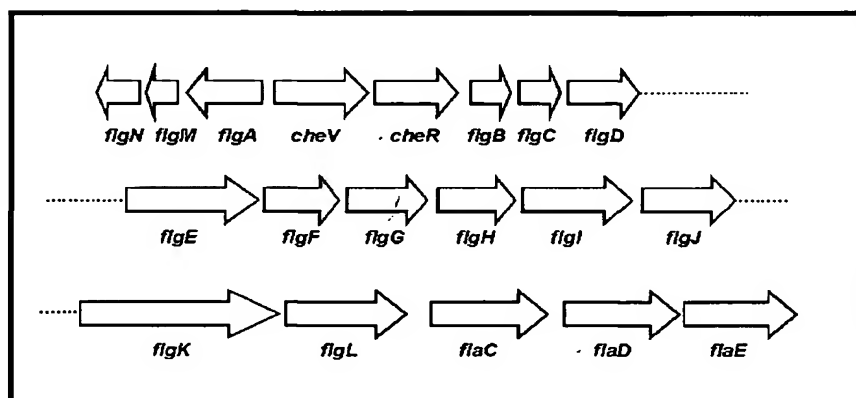 flgN flgM flgA cheV cheR flgB flgC flgD
flgE flgF flgG flgH flgI flgJ
flgK flgL flaC flaD flaE